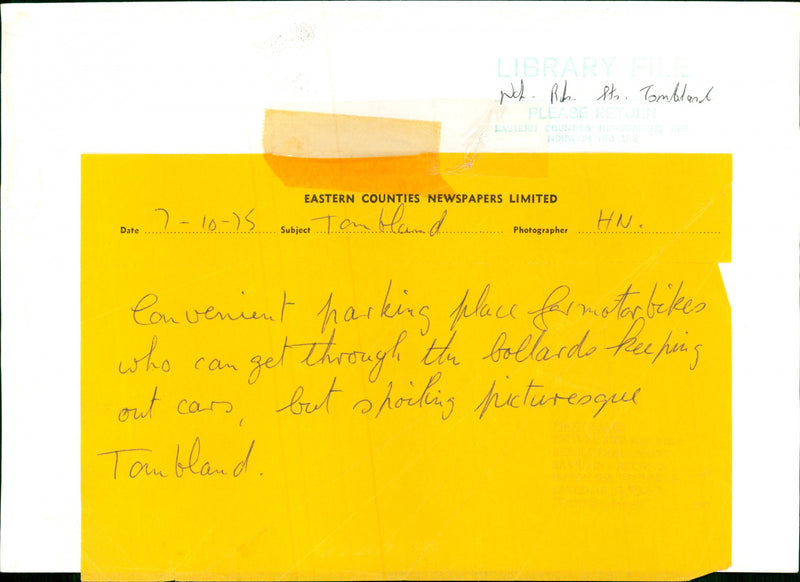 LIBRARY FILE
Nch. Rds. Sts. Tombland
PLEASE RETURN
EASTERN COUNTIES NEWSPAPERS LTD
NORWICH NR1 1RE
EASTERN COUNTIES NEWSPAPERS LIMITED
Date 7-10-75 Subject Tombland Photographer HN.
Convenient parking place for motorbikes
who can get through the bollards keeping
out cars, but spoiling picturesque
Tombland.